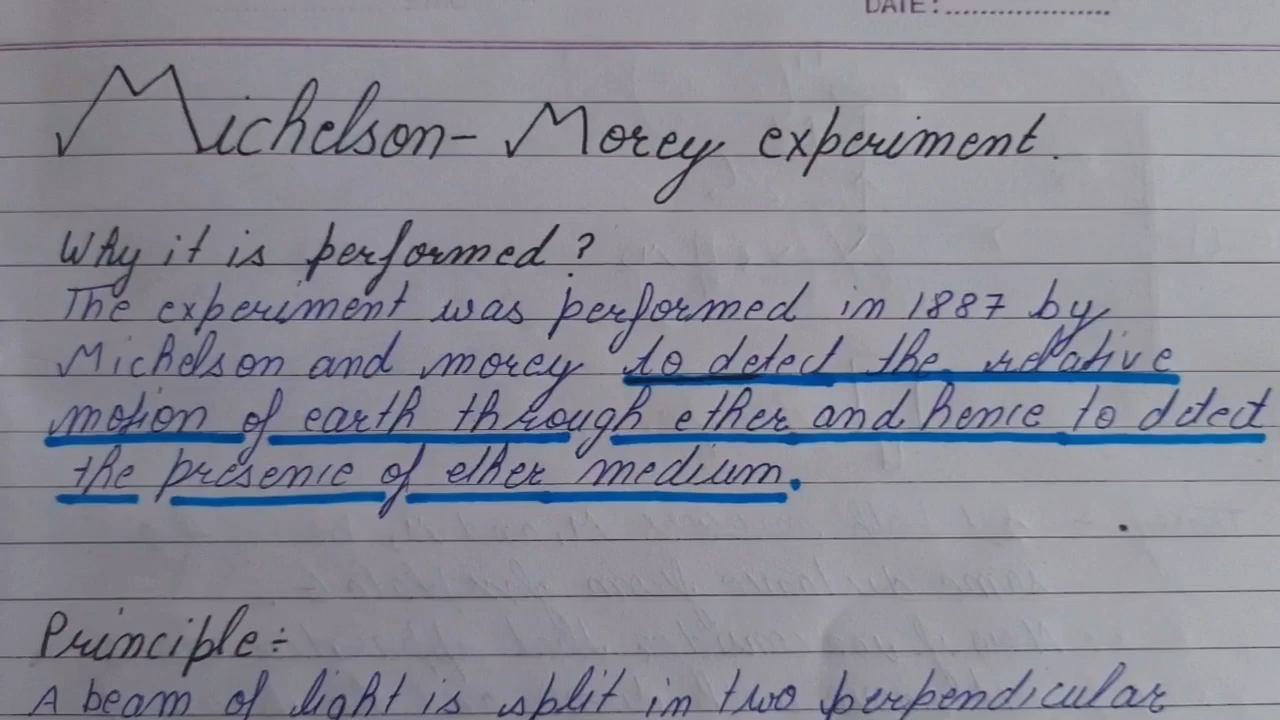 DATE:....................
Michelson- Morey experiment.
Why it is performed?
The experiment was performed in 1887 by
Michelson and morey to detect the relative
motion of earth through ether and hence to detect
the presence of ether medium.
Principle:-
A beam of light is split in two perpendicular